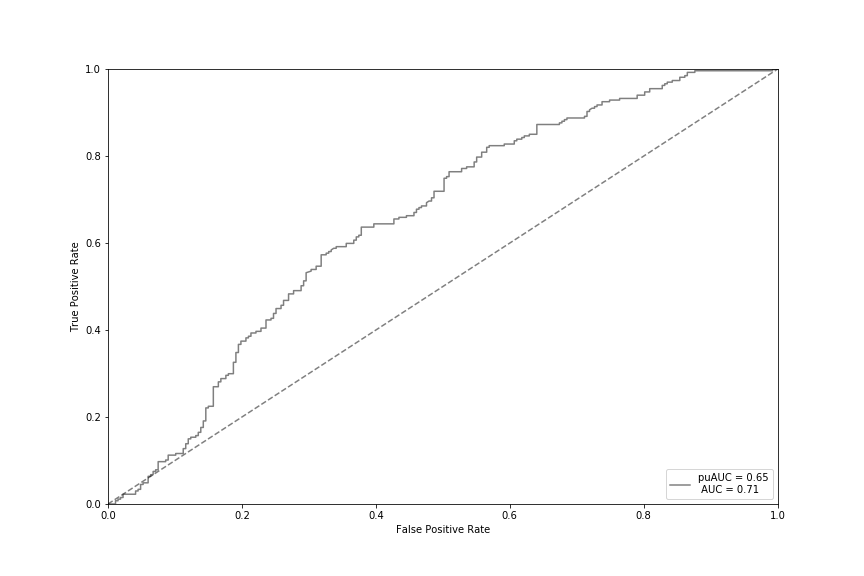 1.0
0.8
0.6
0.4
0.2
0.0
True Positive Rate
puAUC = 0.65
AUC = 0.71
0.0 0.2 0.4 0.6 0.8 1.0
False Positive Rate